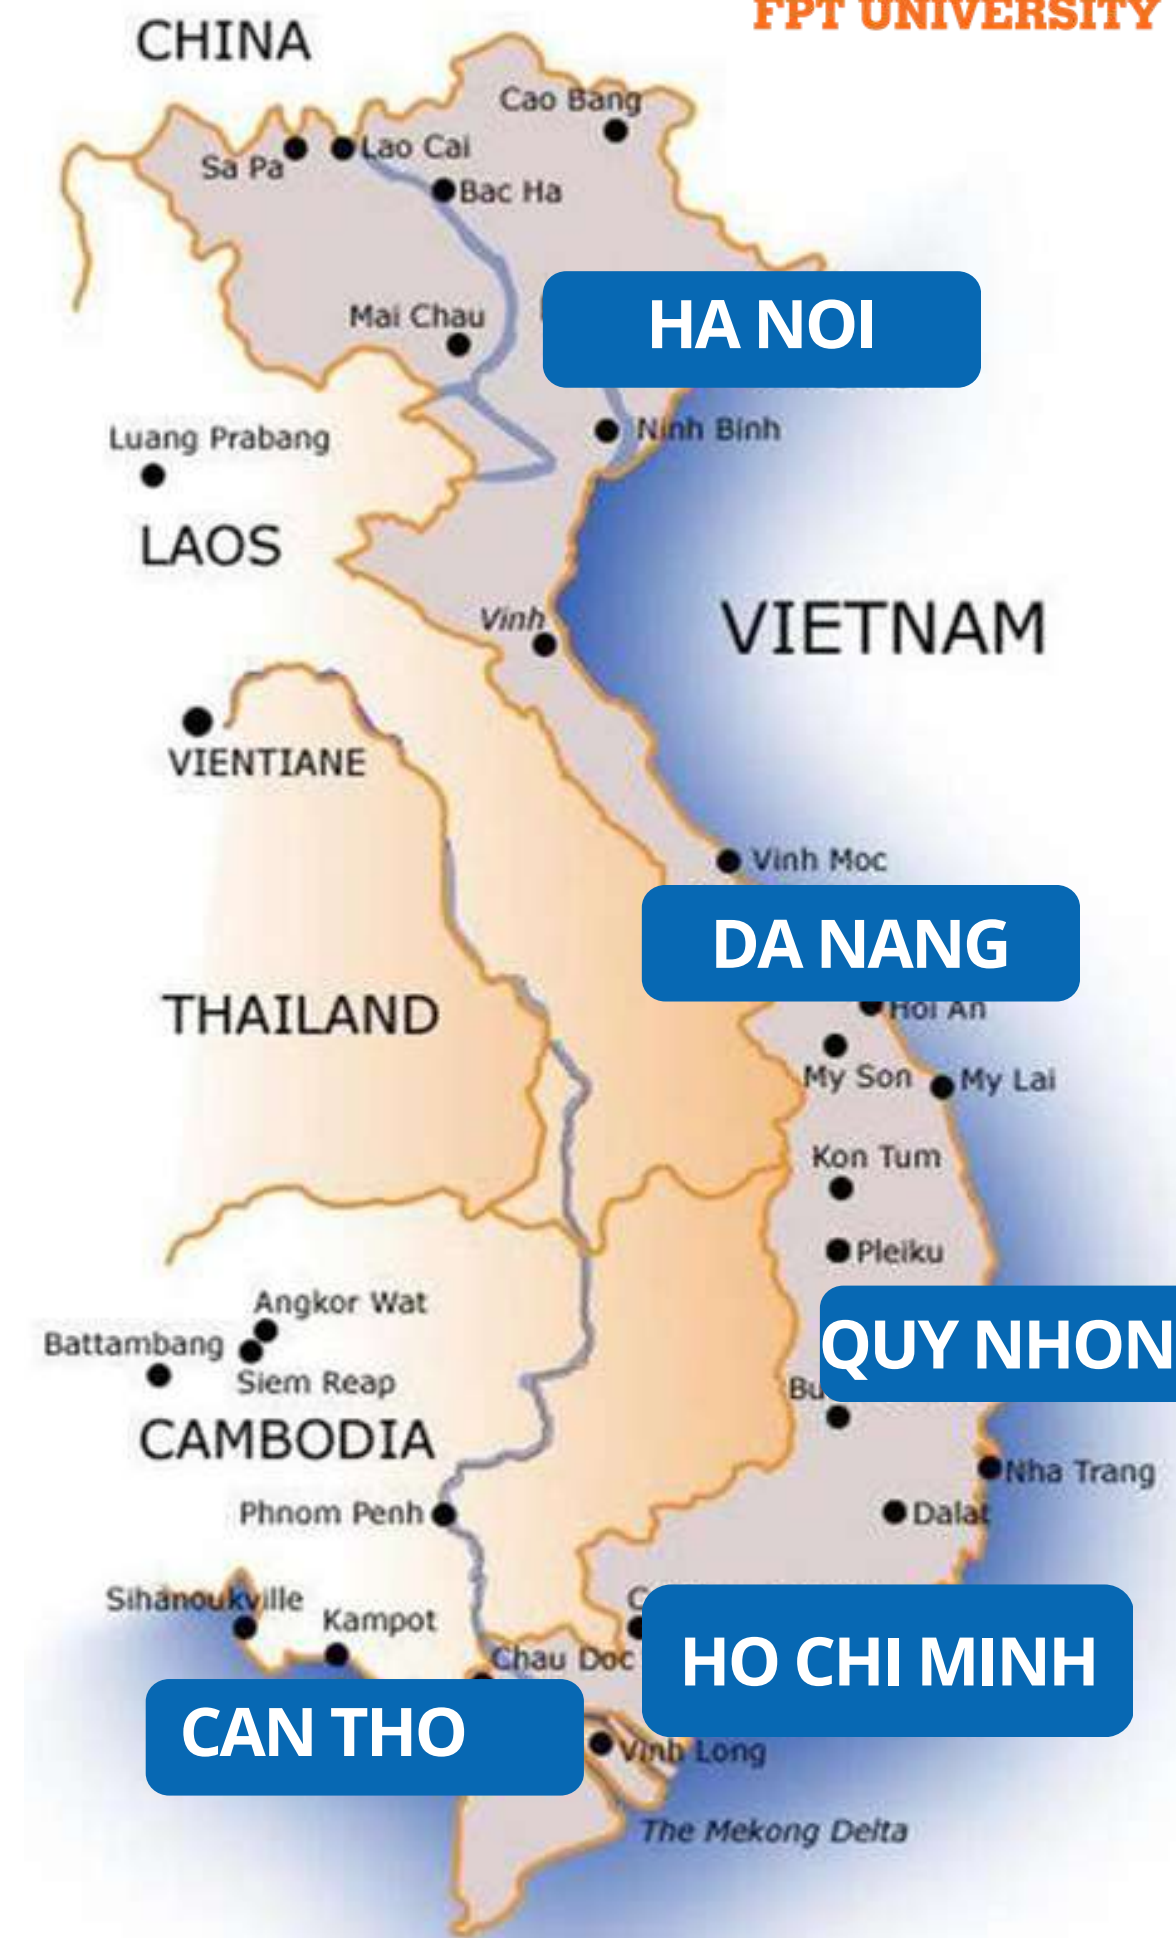 FPT UNIVERSITY
CHINA
Cao Bang
Sa Pa
Lao Cai
Bac Ha
HA NOI
Mai Chau
Ninh Binh
Luang Prabang
LAOS
VIETNAM
Vinh
VIENTIANE
Vinh Moc
DA NANG
THAILAND
Hoi An
My Son
My Lai
Kon Tum
Pleiku
Angkor Wat
QUY NHON
Battambang
Siem Reap
CAMBODIA
Nha Trang
Phnom Penh
Dalat
Sihanoukville
Kampot
Chau Doc
HO CHI MINH
CAN THO
Vinh Long
The Mekong Delta